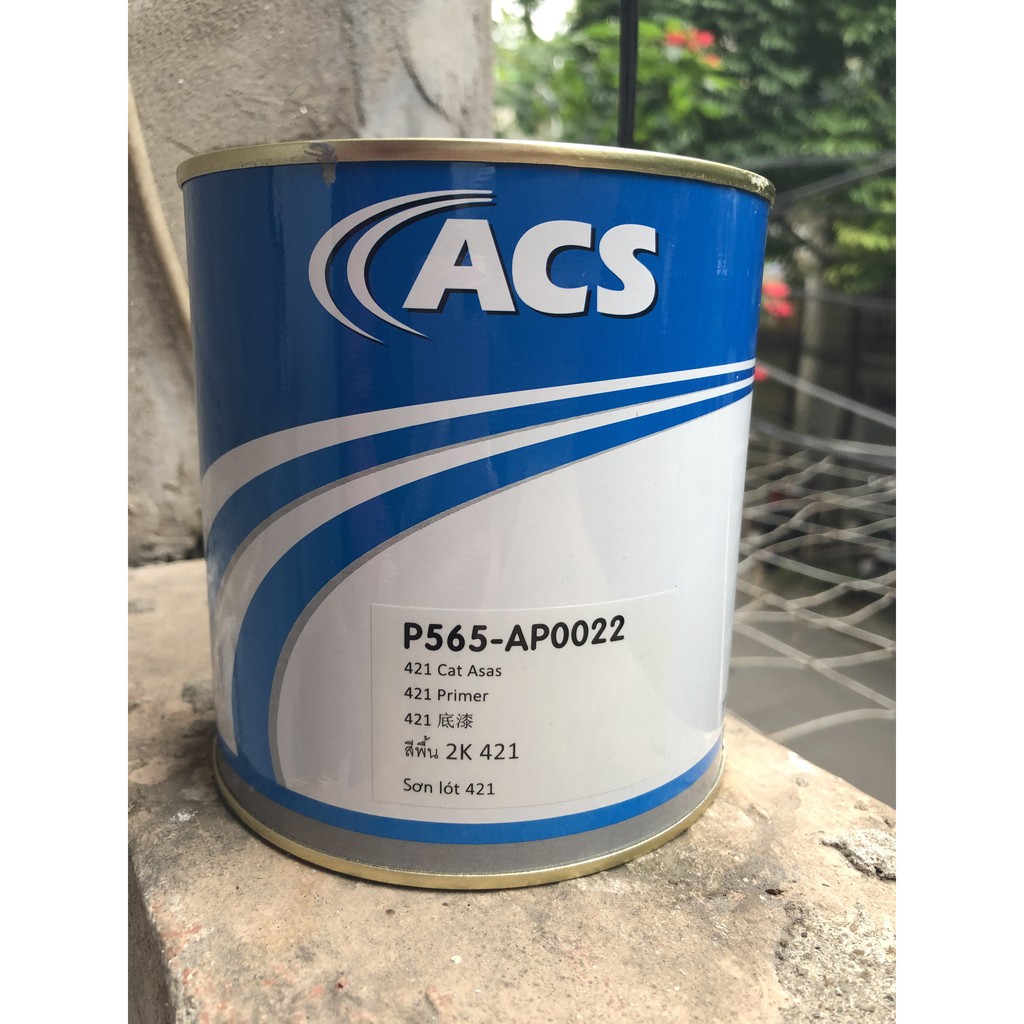 ACS
P565-AP0022
421 Cat Asas
421 Primer
421 底漆
สีพื้น 2K 421
Sơn lót 421